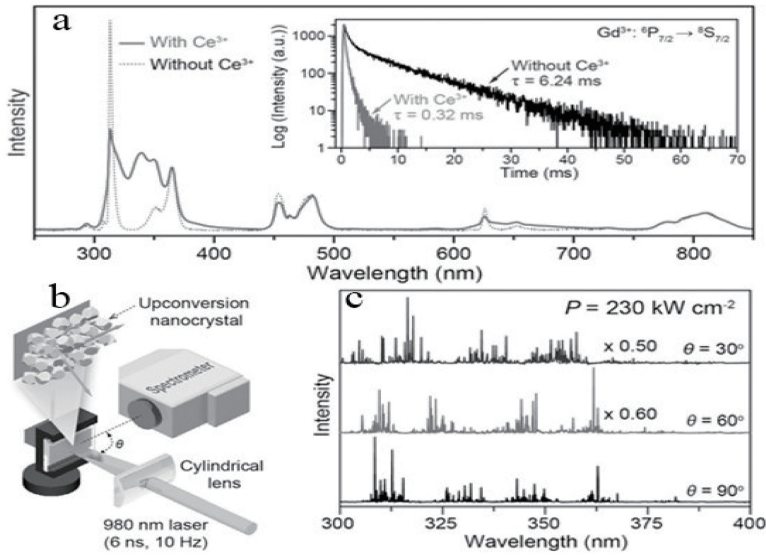 a
With Ce³⁺
Without Ce³⁺
Intensity
300 400 500 600 700 800
Wavelength (nm)
Gd³⁺: ⁶P₇/₂ → ⁸S₇/₂
Log (Intensity (a.u.))
1000
100
10
1
Without Ce³⁺
τ = 6.24 ms
With Ce³⁺
τ = 0.32 ms
0 10 20 30 40 50 60 70
Time (ms)
b
Upconversion
nanocrystal
Spectrometer
θ
Cylindrical
lens
980 nm laser
(6 ns, 10 Hz)
c
P = 230 kW cm⁻²
x 0.50 θ = 30°
x 0.60 θ = 60°
θ = 90°
Intensity
300 325 350 375 400
Wavelength (nm)